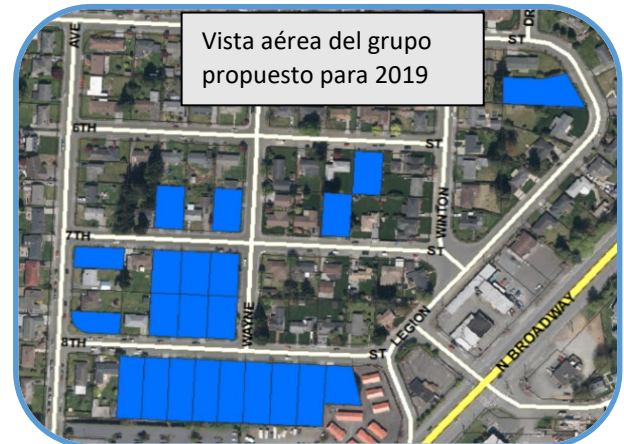 Vista aérea del grupo
propuesto para 2019
AVE
ST
DR
6TH
ST
WINTON
7TH
ST
WAYNE
LEGION
8TH
ST
N BROADWAY